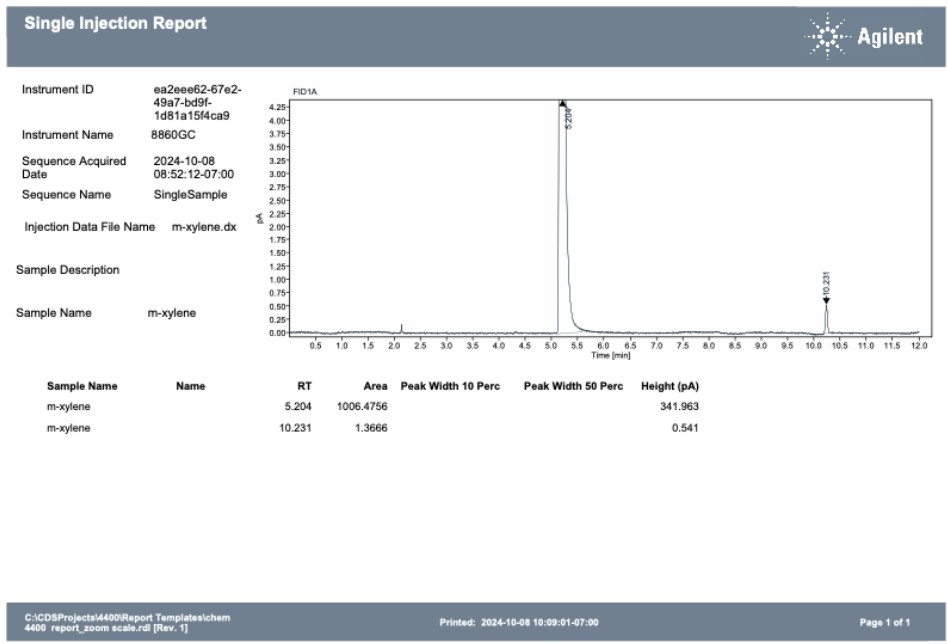 Single Injection Report
Agilent
Instrument ID ea2eee62-67e2-
49a7-bd9f-
1d81a15f4ca9
Instrument Name 8860GC
Sequence Acquired 2024-10-08
Date 08:52:12-07:00
Sequence Name SingleSample
Injection Data File Name m-xylene.dx
Sample Description
Sample Name m-xylene
FID1A
pA
4.25
4.00
3.75
3.50
3.25
3.00
2.75
2.50
2.25
2.00
1.75
1.50
1.25
1.00
0.75
0.50
0.25
0.00
5.204
10.231
0.5 1.0 1.5 2.0 2.5 3.0 3.5 4.0 4.5 5.0 5.5 6.0 6.5 7.0 7.5 8.0 8.5 9.0 9.5 10.0 10.5 11.0 11.5 12.0
Time [min]
Sample Name Name RT Area Peak Width 10 Perc Peak Width 50 Perc Height (pA)
m-xylene 5.204 1006.4756 341.963
m-xylene 10.231 1.3666 0.541
C:\CDSProjects\4400\Report Templates\chem
4400 report_zoom scale.rdl [Rev. 1]
Printed: 2024-10-08 10:09:01-07:00
Page 1 of 1